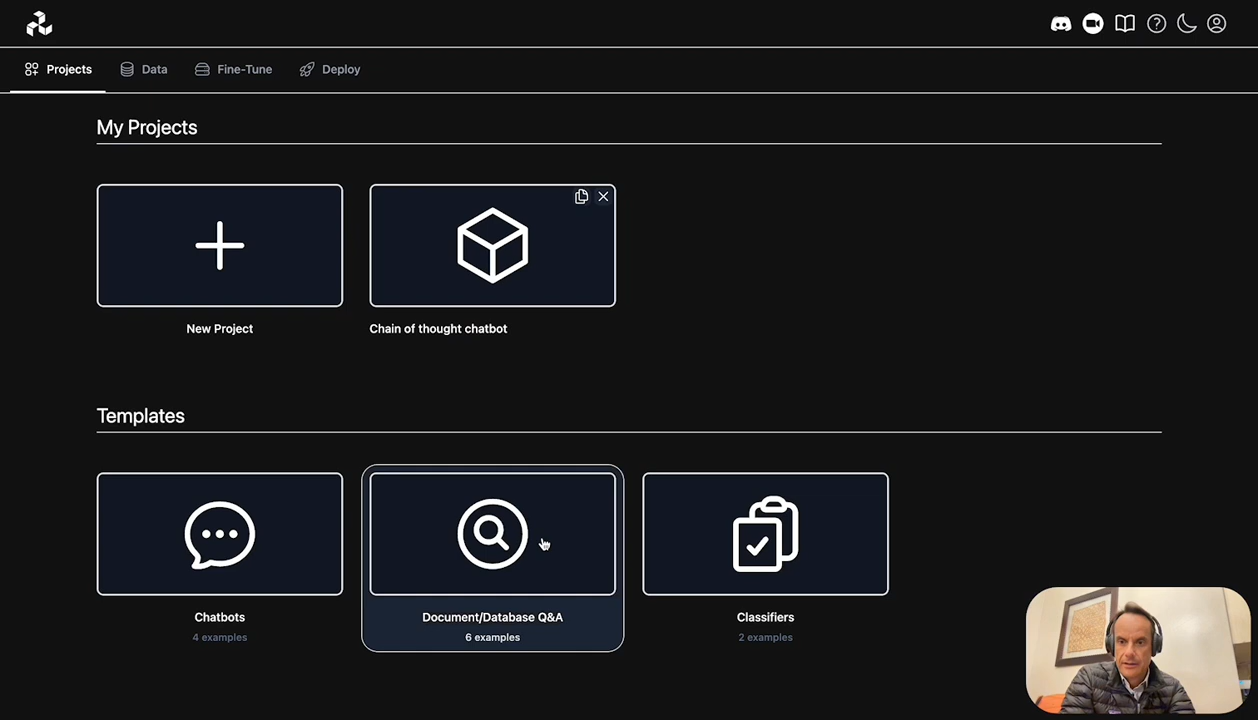 Projects
Data
Fine-Tune
Deploy
My Projects
New Project
Chain of thought chatbot
Templates
Chatbots
4 examples
Document/Database Q&A
6 examples
Classifiers
2 examples